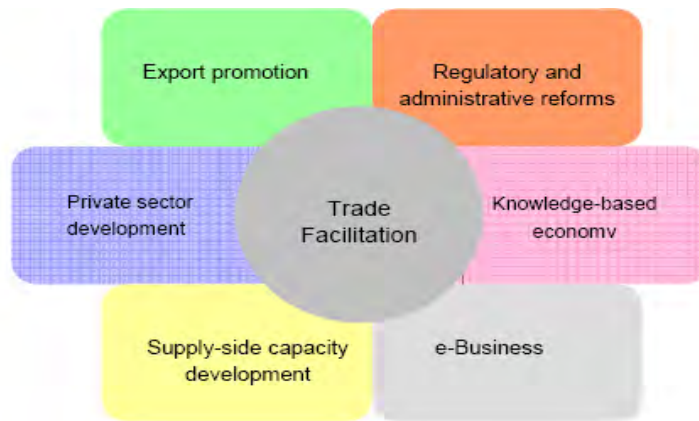 Export promotion
Regulatory and
administrative reforms
Private sector
development
Trade
Facilitation
Knowledge-based
economy
Supply-side capacity
development
e-Business